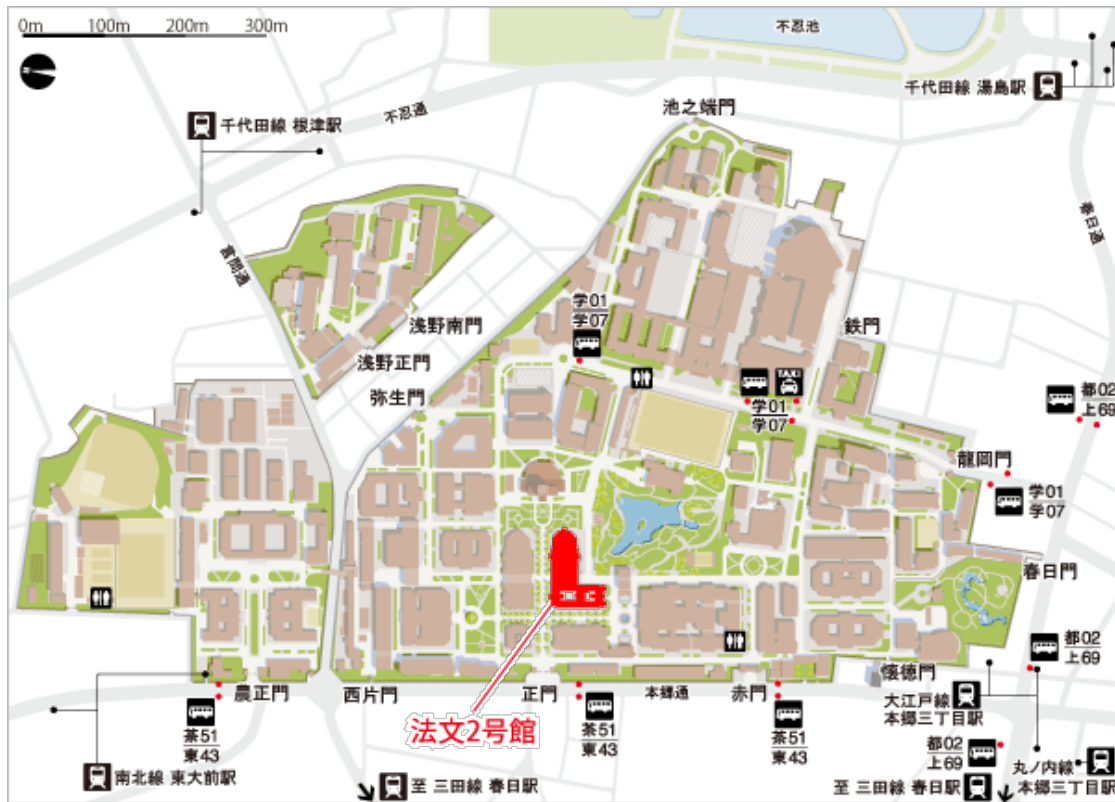 0m 100m 200m 300m
不忍池
千代田線 湯島駅
池之端門
千代田線 根津駅
不忍通
春日通
言問通
学01
学07
浅野南門
鉄門
浅野正門
TAXI
弥生門
学01
学07
都02
上69
龍岡門
学01
学07
春日門
都02
上69
懐徳門
農正門
西片門
正門
本郷通
赤門
大江戸線
本郷三丁目駅
法文2号館
茶51
東43
茶51
東43
茶51
東43
都02
上69
丸ノ内線
本郷三丁目駅
南北線 東大前駅
至 三田線 春日駅
至 三田線 春日駅